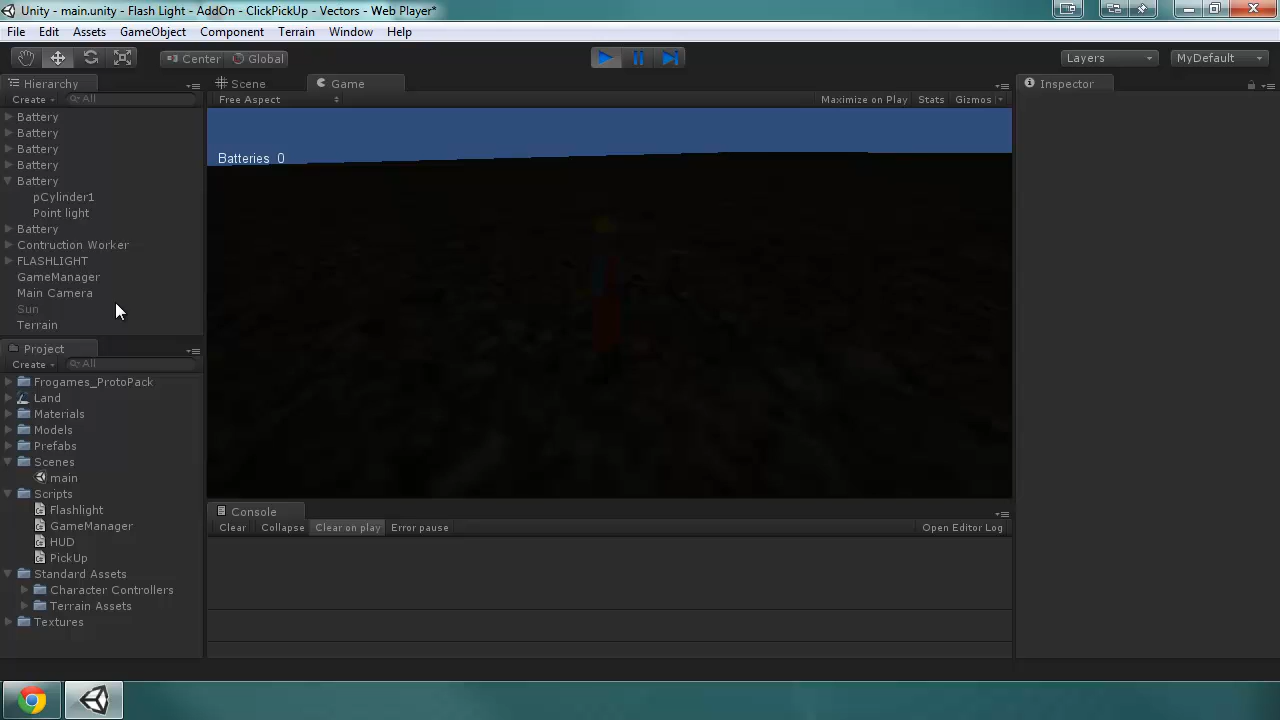 Unity - main.unity - Flash Light - AddOn - ClickPickUp - Vectors - Web Player*
File Edit Assets GameObject Component Terrain Window Help
Center Global Layers MyDefault
Hierarchy Scene Game Inspector
Create All Free Aspect Maximize on Play Stats Gizmos
Battery
Battery
Battery
Batteries 0
Battery
Battery
pCylinder1
Point light
Battery
Contruction Worker
FLASHLIGHT
GameManager
Main Camera
Sun
Terrain
Project
Create All
Frogames_ProtoPack
Land
Materials
Models
Prefabs
Scenes
main
Scripts
Flashlight
GameManager
HUD
PickUp
Standard Assets
Character Controllers
Terrain Assets
Textures
Console
Clear Collapse Clear on play Error pause Open Editor Log